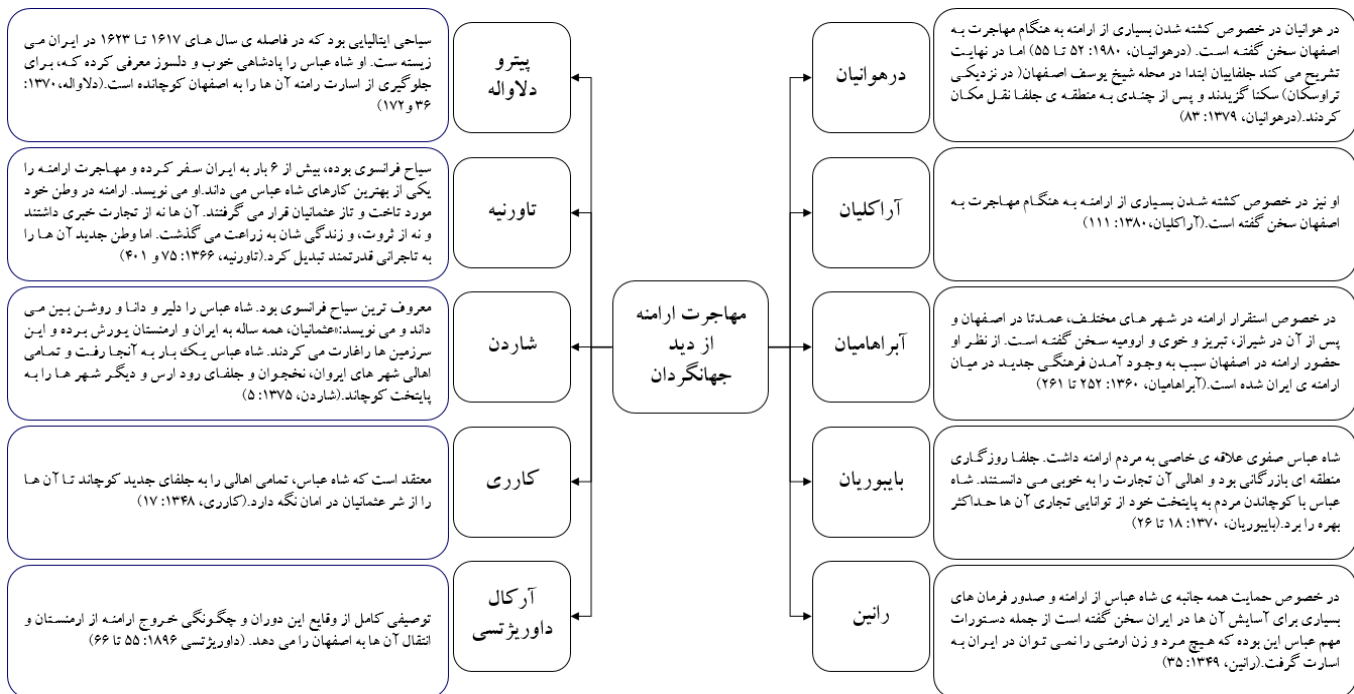 مهاجرت ارامنه
از دید
جهانگردان
درهوانیان
در هوانیان در خصوص کشته شدن بسیاری از ارامنه به هنگام مهاجرت به
اصفهان سخن گفته است. (درهوانیان، ۱۹۸۰: ۵۲ تا ۵۵) اما در نهایت
تشریح می کند جلفاییان ابتدا در محله شیخ یوسف اصفهان( در نزدیکی
تراوسکان) سکنا گزیدند و پس از چندی به منطقه ی جلفا نقل مکان
کردند.(درهوانیان، ۱۳۷۹: ۸۳)
آراکلیان
او نیز در خصوص کشته شدن بسیاری از ارامنه به هنگام مهاجرت به
اصفهان سخن گفته است.(آراکلیان،۱۳۸۰: ۱۱۱)
آبراهامیان
در خصوص استقرار ارامنه در شهر های مختلف، عمدتا در اصفهان و
پس از آن در شیراز، تبریز و خوی و ارومیه سخن گفته است. از نظر او
حضور ارامنه در اصفهان سبب به وجود آمدن فرهنگی جدید در میان
ارامنه ی ایران شده است.(آبراهامیان، ۱۳۶۰: ۲۵۲ تا ۲۶۱)
بایبوریان
شاه عباس صفوی علاقه ی خاصی به مردم ارامنه داشت. جلفا روزگاری
منطقه ای بازرگانی بود و اهالی آن تجارت را به خوبی می دانستند. شاه
عباس با کوچاندن مردم به پایتخت خود از توانایی تجاری آن ها حداکثر
بهره را برد.(بایبوریان، ۱۳۷۰: ۱۸ تا ۲۶)
رانین
در خصوص حمایت همه جانبه ی شاه عباس از ارامنه و صدور فرمان های
بسیاری برای آسایش آن ها در ایران سخن گفته است از جمله دستورات
مهم عباس این بوده که هیچ مرد و زن ارمنی را نمی توان در ایران به
اسارت گرفت.(رانین، ۱۳۴۹: ۳۵)
پیترو
دلاواله
سیاحی ایتالیایی بود که در فاصله ی سال های ۱۶۱۷ تا ۱۶۲۳ در ایران می
زیسته ست. او شاه عباس را پادشاهی خوب و دلسوز معرفی کرده که، برای
جلوگیری از اسارت رامنه آن ها را به اصفهان کوچانده است.(دلاواله،۱۳۷۰:
۳۶ و۱۷۲)
تاورنیه
سیاح فرانسوی بوده، بیش از ۶ بار به ایران سفر کرده و مهاجرت ارامنه را
یکی از بهترین کارهای شاه عباس می داند.او می نویسد. ارامنه در وطن خود
مورد تاخت و تاز عثمانیان قرار می گرفتند. آن ها نه از تجارت خبری داشتند
و نه از ثروت، و زندگی شان به زراعت می گذشت. اما وطن جدید آن ها را
به تاجرانی قدرتمند تبدیل کرد.(تاورنیه، ۱۳۶۶: ۷۵ و ۴۰۱)
شاردن
معروف ترین سیاح فرانسوی بود. شاه عباس را دلیر و دانا و روشن بین می
داند و می نویسد:«عثمانیان، همه ساله به ایران و ارمنستان یورش برده و این
سرزمین ها راغارت می کردند. شاه عباس یک بار به آنجا رفت و تمامی
اهالی شهر های ایروان، نخجوان و جلفای رود ارس و دیگر شهر ها را به
پایتخت کوچاند.(شاردن، ۱۳۷۵: ۵)
کارری
معتقد است که شاه عباس، تمامی اهالی را به جلفای جدید کوچاند تا آن ها
را از شر عثمانیان در امان نگه دارد.(کارری، ۱۳۴۸: ۱۷)
آرکال
داوریژتسی
توصیفی کامل از وقایع این دوران و چگونگی خروج ارامنه از ارمنستان و
انتقال آن ها به اصفهان را می دهد. (داوریژتسی ۱۸۹۶: ۵۵ تا ۶۶)